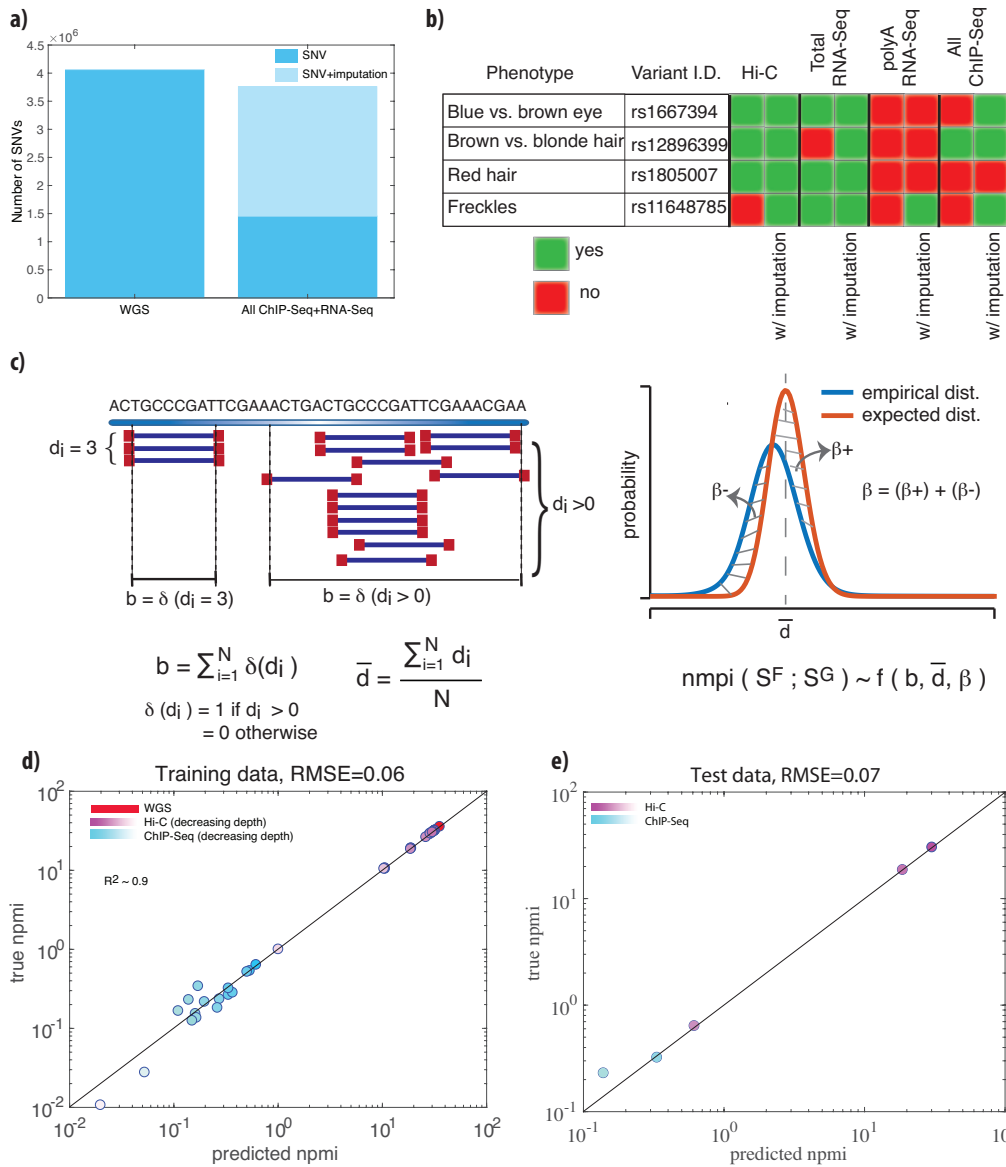 a)
×10⁶
4.5
4
3.5
3
2.5
2
1.5
1
0.5
0
Number of SNVs
SNV
SNV+imputation
WGS
All ChIP-Seq+RNA-Seq
b)
Phenotype
Variant I.D.
Hi-C
Total RNA-Seq
polyA RNA-Seq
All ChIP-Seq
Blue vs. brown eye rs1667394
Brown vs. blonde hair rs12896399
Red hair rs1805007
Freckles rs11648785
yes
no
w/ imputation
w/ imputation
w/ imputation
w/ imputation
c)
ACTGCCCGATTCGAAACTGACTGCCCGATTCGAAACGAA
dᵢ = 3
dᵢ >0
b = δ (dᵢ = 3)
b = δ (dᵢ > 0)
b = ∑ᵢ₌₁ᴺ δ(dᵢ )
δ (dᵢ ) = 1 if dᵢ > 0
= 0 otherwise
d̅ = ∑ᵢ₌₁ᴺ dᵢ / N
probability
empirical dist.
expected dist.
β-
β+
β = (β+) + (β-)
d̅
nmpi ( Sᶠ ; Sᴳ ) ~ f ( b, d̅, β )
d)
Training data, RMSE=0.06
WGS
Hi-C (decreasing depth)
ChIP-Seq (decreasing depth)
R² ~ 0.9
10²
10¹
10⁰
10⁻¹
10⁻²
true npmi
10⁻² 10⁻¹ 10⁰ 10¹ 10²
predicted npmi
e)
Test data, RMSE=0.07
Hi-C
ChIP-Seq
10²
10¹
10⁰
10⁻¹
true npmi
10⁻¹ 10⁰ 10¹ 10
predicted npmi